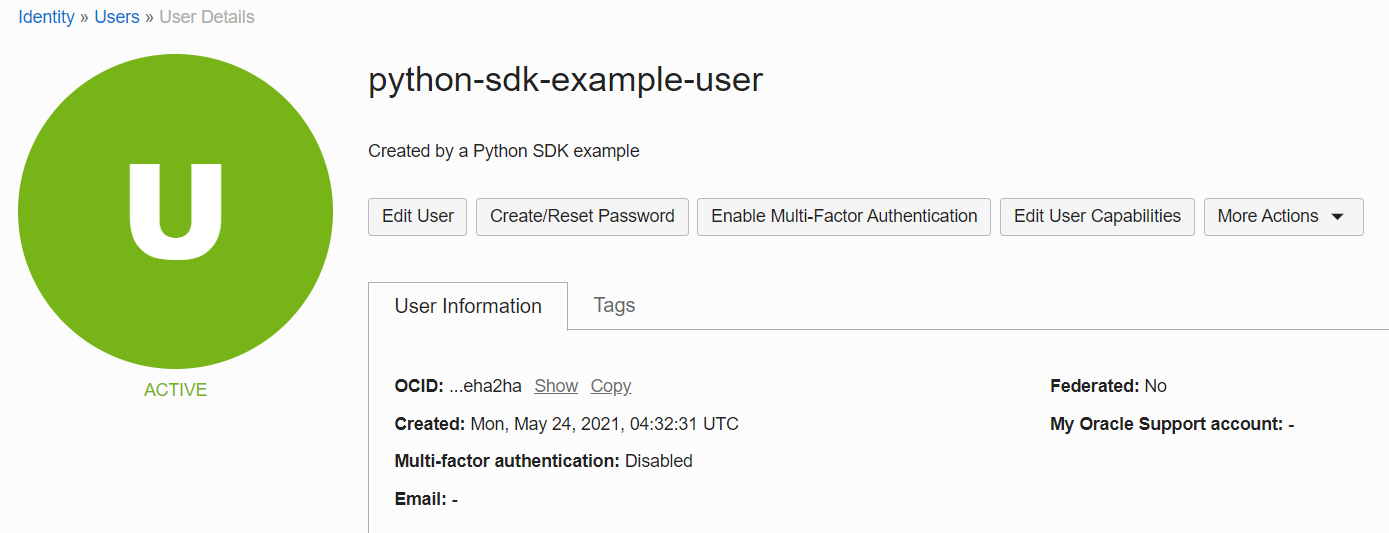 Identity » Users » User Details
U
ACTIVE
python-sdk-example-user
Created by a Python SDK example
Edit User Create/Reset Password Enable Multi-Factor Authentication Edit User Capabilities More Actions
User Information Tags
OCID: ...eha2ha Show Copy
Created: Mon, May 24, 2021, 04:32:31 UTC
Multi-factor authentication: Disabled
Email: -
Federated: No
My Oracle Support account: -